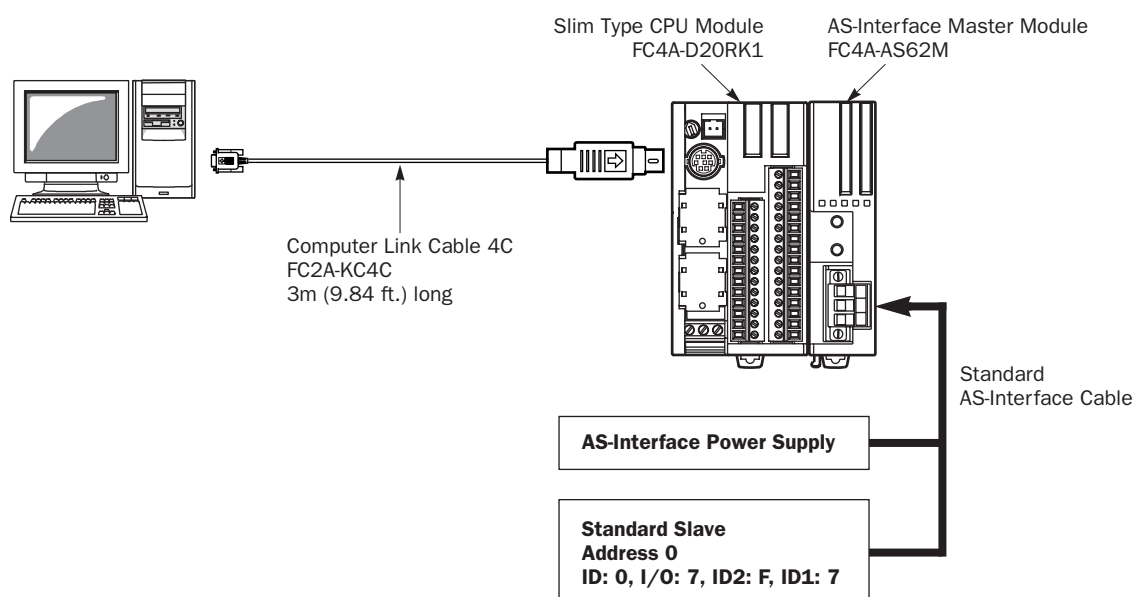 Slim Type CPU Module
FC4A-D20RK1
AS-Interface Master Module
FC4A-AS62M
Computer Link Cable 4C
FC2A-KC4C
3m (9.84 ft.) long
Standard
AS-Interface Cable
AS-Interface Power Supply
Standard Slave
Address 0
ID: 0, I/O: 7, ID2: F, ID1: 7